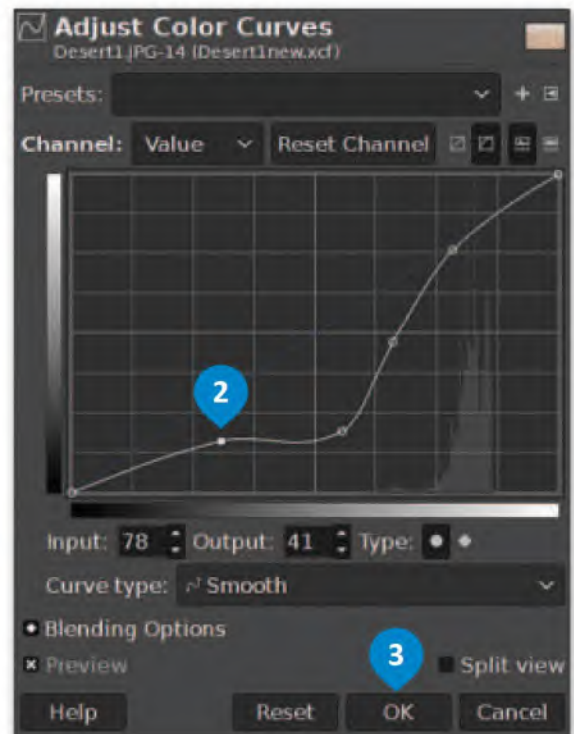 Adjust Color Curves
Desert1.JPG-14 (Desert1new.xcf)
Presets:
Channel: Value Reset Channel
2
Input: 78 Output: 41 Type:
Curve type: Smooth
Blending Options
Preview
3
Split view
Help Reset OK Cancel